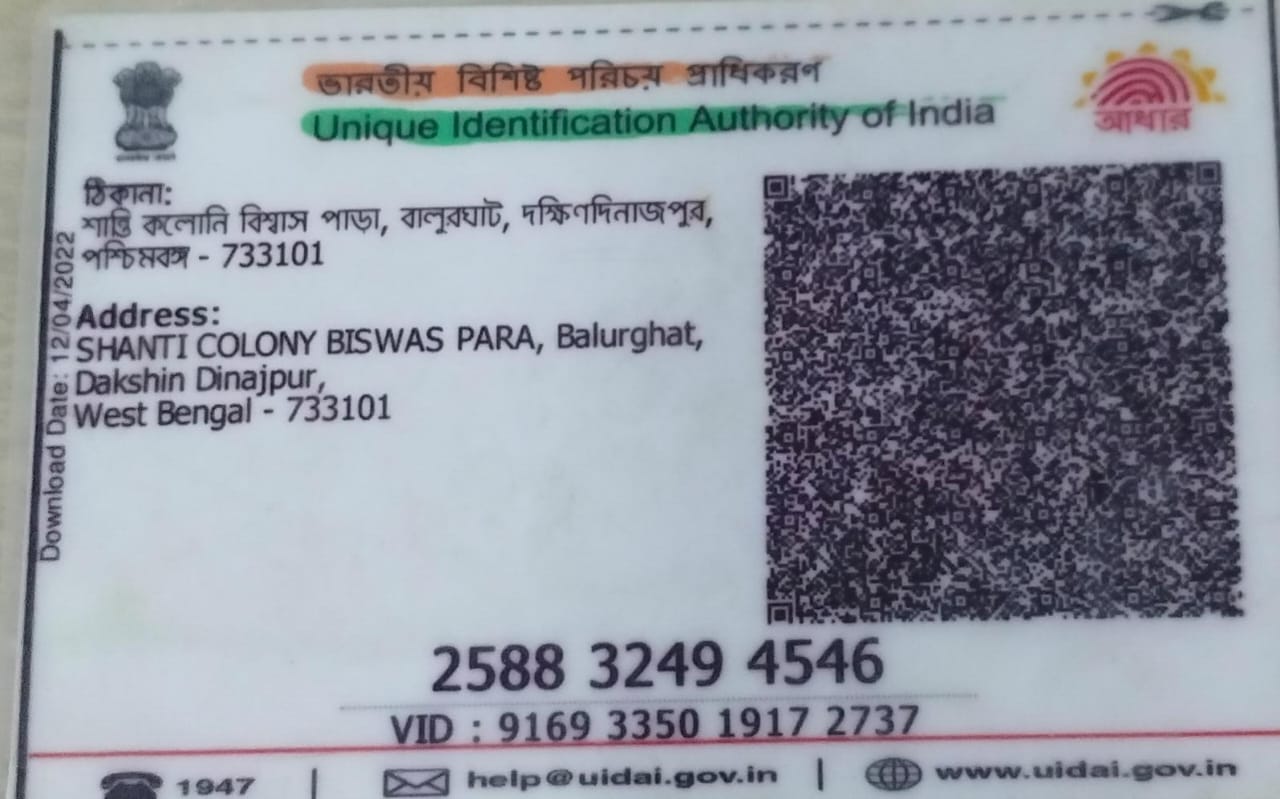 ভারতীয় বিশিষ্ট পরিচয় প্রাধিকরণ
Unique Identification Authority of India
আধার
ঠিকানা:
শান্তি কলোনি বিশ্বাস পাড়া, বালুরঘাট, দক্ষিণদিনাজপুর,
পশ্চিমবঙ্গ - 733101
Address:
SHANTI COLONY BISWAS PARA, Balurghat,
Dakshin Dinajpur,
West Bengal - 733101
Download Date: 12/04/2022
2588 3249 4546
VID : 9169 3350 1917 2737
1947 | help@uidai.gov.in | www.uidai.gov.in